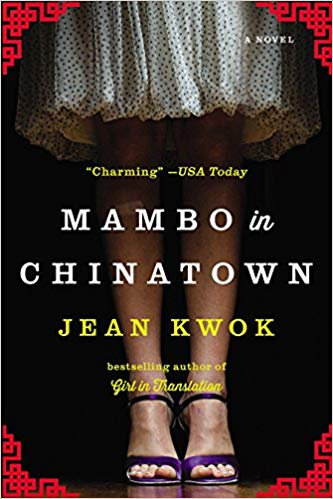 A NOVEL
“Charming” —USA Today
MAMBO in
CHINATOWN
JEAN KWOK
bestselling author of
Girl in Translation